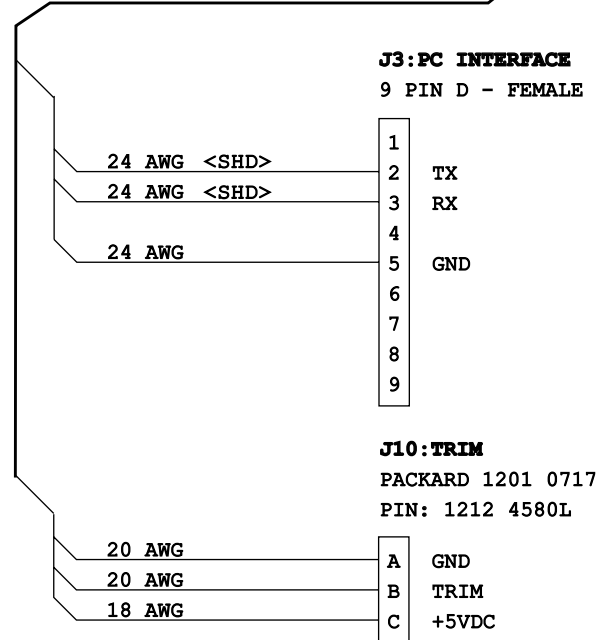 J3:PC INTERFACE
9 PIN D - FEMALE
1
24 AWG <SHD> 2 TX
24 AWG <SHD> 3 RX
4
24 AWG 5 GND
6
7
8
9
J10:TRIM
PACKARD 1201 0717
PIN: 1212 4580L
20 AWG A GND
20 AWG B TRIM
18 AWG C +5VDC